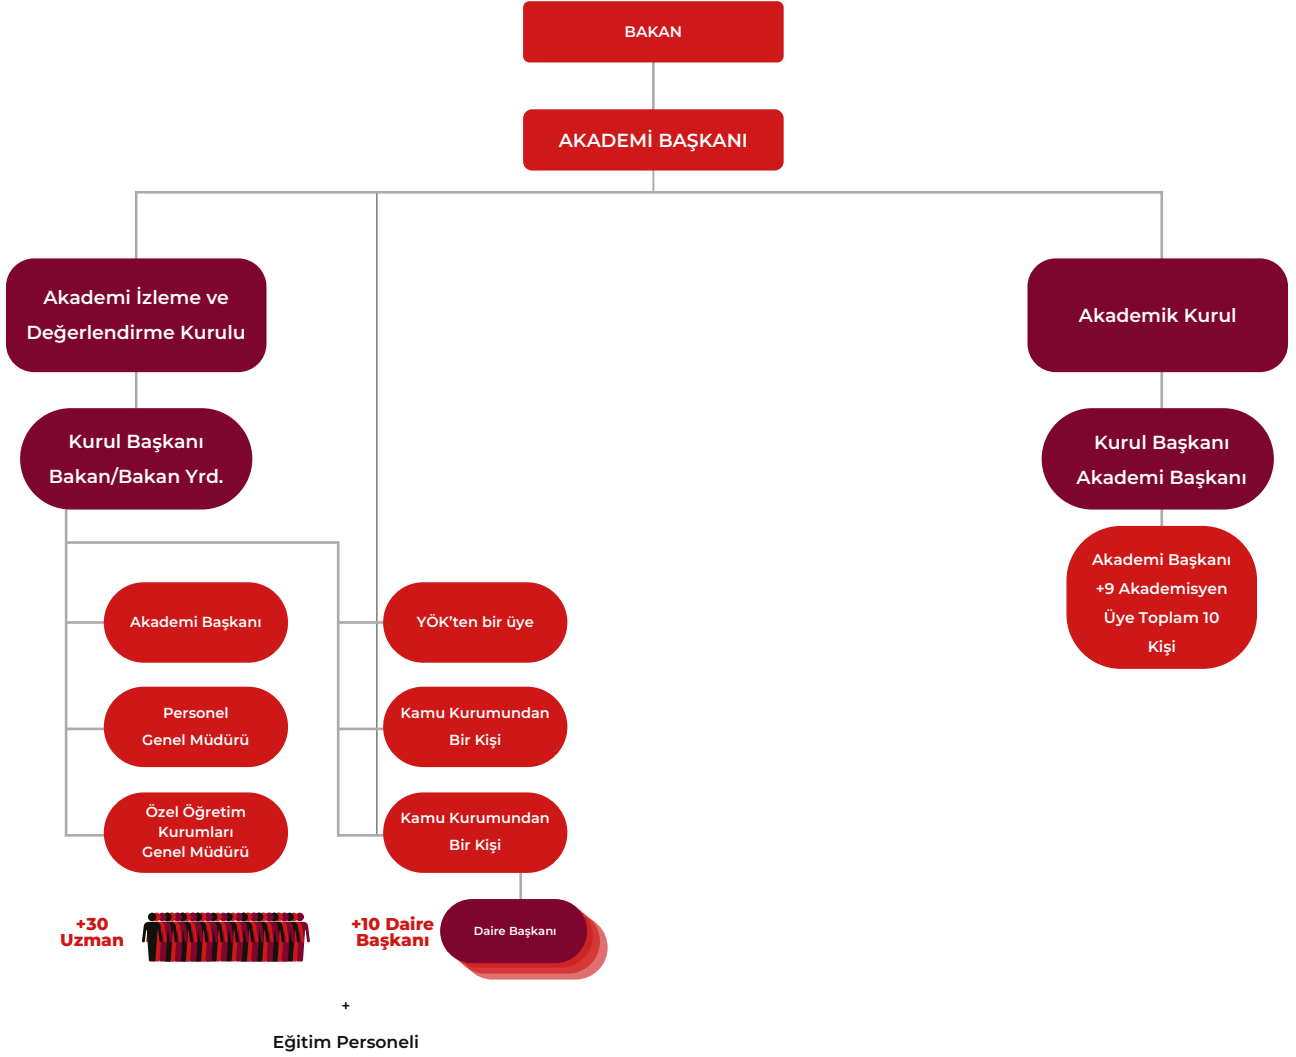 BAKAN
AKADEMİ BAŞKANI
Akademi İzleme ve
Değerlendirme Kurulu
Akademik Kurul
Kurul Başkanı
Bakan/Bakan Yrd.
Kurul Başkanı
Akademi Başkanı
Akademi Başkanı
+9 Akademisyen
Üye Toplam 10
Kişi
Akademi Başkanı
YÖK’ten bir üye
Personel
Genel Müdürü
Kamu Kurumundan
Bir Kişi
Özel Öğretim
Kurumları
Genel Müdürü
Kamu Kurumundan
Bir Kişi
+30
Uzman
+10 Daire
Başkanı
Daire Başkanı
+
Eğitim Personeli